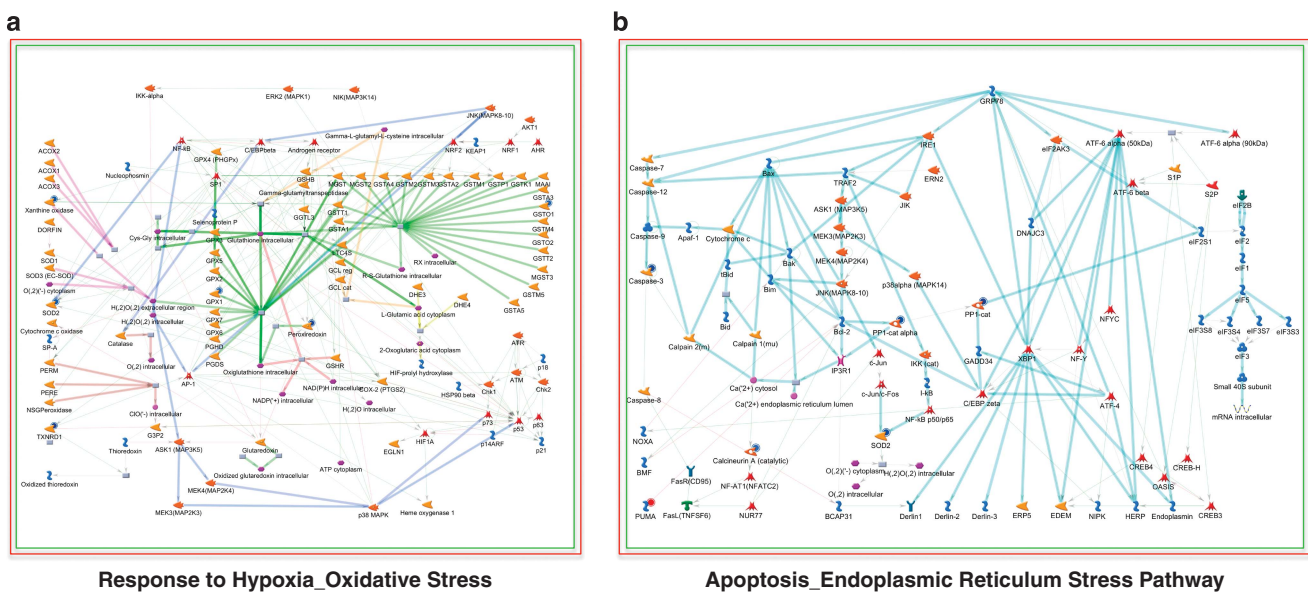 a
b
IKK-alpha
ERK2 (MAPK1)
NIK(MAP3K14)
JNK(MAPK8-10)
Gamma-L-glutamyl-L-cysteine intracellular
AKT1
ACOX2
NF-kB
C/EBPbeta
Androgen receptor
NRF2
KEAP1
NRF1
AHR
ACOX1
Nucleophosmin
GPX4 (PHGPx)
GSHB
ACOX3
SP1
MGST
MGST2
GSTA4
GSTM2
GSTM3
GSTA2
GSTM1
GSTP1
GSTK1
MAAI
Gamma-glutamyltranspeptidase
GSTA3
Xanthine oxidase
Selenoprotein P
GGTL3
GSTT1
GSTO1
DORFIN
Cys-Gly intracellular
GPX3
Glutathione intracellular
GSTA1
GSTM4
GSTO2
SOD1
GPX5
LTC4S
RX intracellular
GSTT2
SOD3 (EC-SOD)
GPX2
GCL reg
R-S-Glutathione intracellular
MGST3
O(,2)('-) cytoplasm
GCL cat
DHE3
GSTM5
SOD2
H(,2)O(,2) extracellular region
GPX1
DHE4
GSTA5
H(,2)O(,2) intracellular
GPX7
L-Glutamic acid cytoplasm
Cytochrome c oxidase
GPX6
Peroxiredoxin
SP-A
Catalase
PGHD
2-Oxoglutaric acid cytoplasm
ATR
PERM
O(,2) intracellular
PGDS
Oxiglutathione intracellular
GSHR
HIF-prolyl hydroxylase
p18
PERE
AP-1
NAD(P)H intracellular
COX-2 (PTGS2)
HSP90 beta
Chk1
ATM
Chk2
NSGPeroxidase
ClO(-) intracellular
NADP(+) intracellular
H(,2)O intracellular
p73
p53
p63
TXNRD1
G3P2
HIF1A
p14ARF
p21
Thioredoxin
ASK1 (MAP3K5)
Glutaredoxin
EGLN1
Oxidized thioredoxin
Oxidized glutaredoxin intracellular
ATP cytoplasm
MEK4(MAP2K4)
MEK3(MAP2K3)
p38 MAPK
Heme oxygenase 1
Response to Hypoxia_Oxidative Stress
GRP78
IRE1
eIF2AK3
ATF-6 alpha (50kDa)
ATF-6 alpha (90kDa)
Caspase-7
Bax
TRAF2
ERN2
S1P
Caspase-12
ATF-6 beta
S2P
ASK1 (MAP3K5)
JIK
eIF2B
Caspase-9
Apaf-1
Cytochrome c
MEK3(MAP2K3)
DNAJC3
eIF2S1
eIF2
Caspase-3
tBid
Bak
MEK4(MAP2K4)
eIF1
Bim
JNK(MAPK8-10)
p38alpha (MAPK14)
eIF5
Bid
Bcl-2
PP1-cat alpha
PP1-cat
NFYC
eIF3S8
eIF3S4
eIF3S7
eIF3S3
Calpain 2(m)
Calpain 1(mu)
IP3R1
c-Jun
IKK (cat)
GADD34
XBP1
NF-Y
eIF3
Ca('2+) cytosol
c-Jun/c-Fos
I-kB
Small 40S subunit
Caspase-8
Ca('2+) endoplasmic reticulum lumen
NF-kB p50/p65
C/EBP zeta
ATF-4
mRNA intracellular
NOXA
SOD2
BMF
Calcineurin A (catalytic)
O(,2)('-) cytoplasm
H(,2)O(,2) intracellular
CREB4
CREB-H
FasR(CD95)
NF-AT1(NFATC2)
O(,2) intracellular
OASIS
PUMA
FasL(TNFSF6)
NUR77
BCAP31
Derlin1
Derlin-2
Derlin-3
ERP5
EDEM
NIPK
HERP
Endoplasmin
CREB3
Apoptosis_Endoplasmic Reticulum Stress Pathway